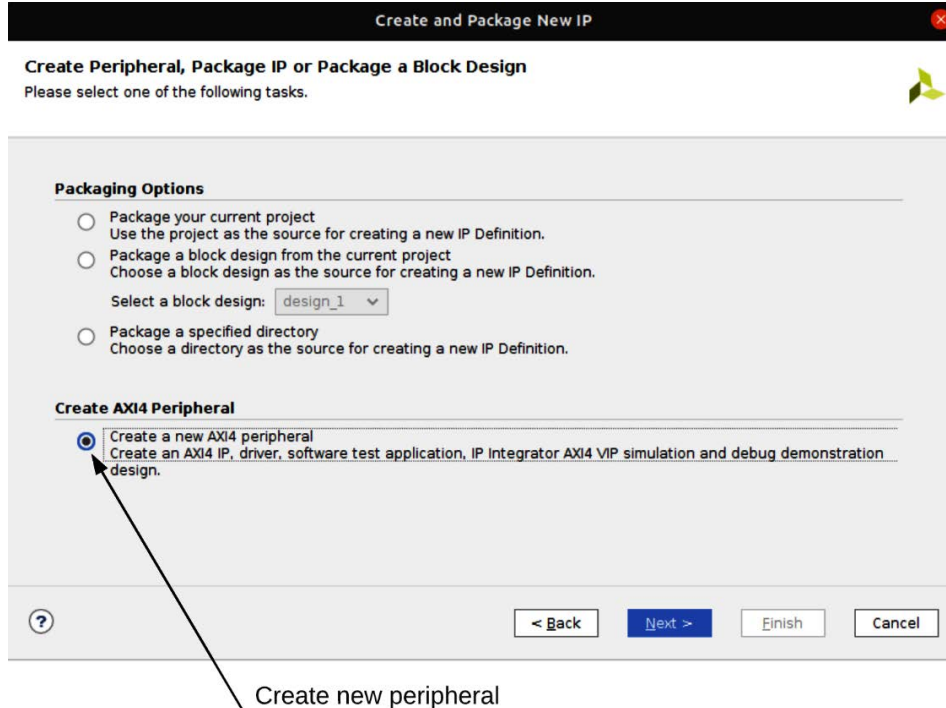 Create and Package New IP
Create Peripheral, Package IP or Package a Block Design
Please select one of the following tasks.
Packaging Options
Package your current project
Use the project as the source for creating a new IP Definition.
Package a block design from the current project
Choose a block design as the source for creating a new IP Definition.
Select a block design: design_1
Package a specified directory
Choose a directory as the source for creating a new IP Definition.
Create AXI4 Peripheral
Create a new AXI4 peripheral
Create an AXI4 IP, driver, software test application, IP Integrator AXI4 VIP simulation and debug demonstration
design.
? < Back Next > Finish Cancel
Create new peripheral